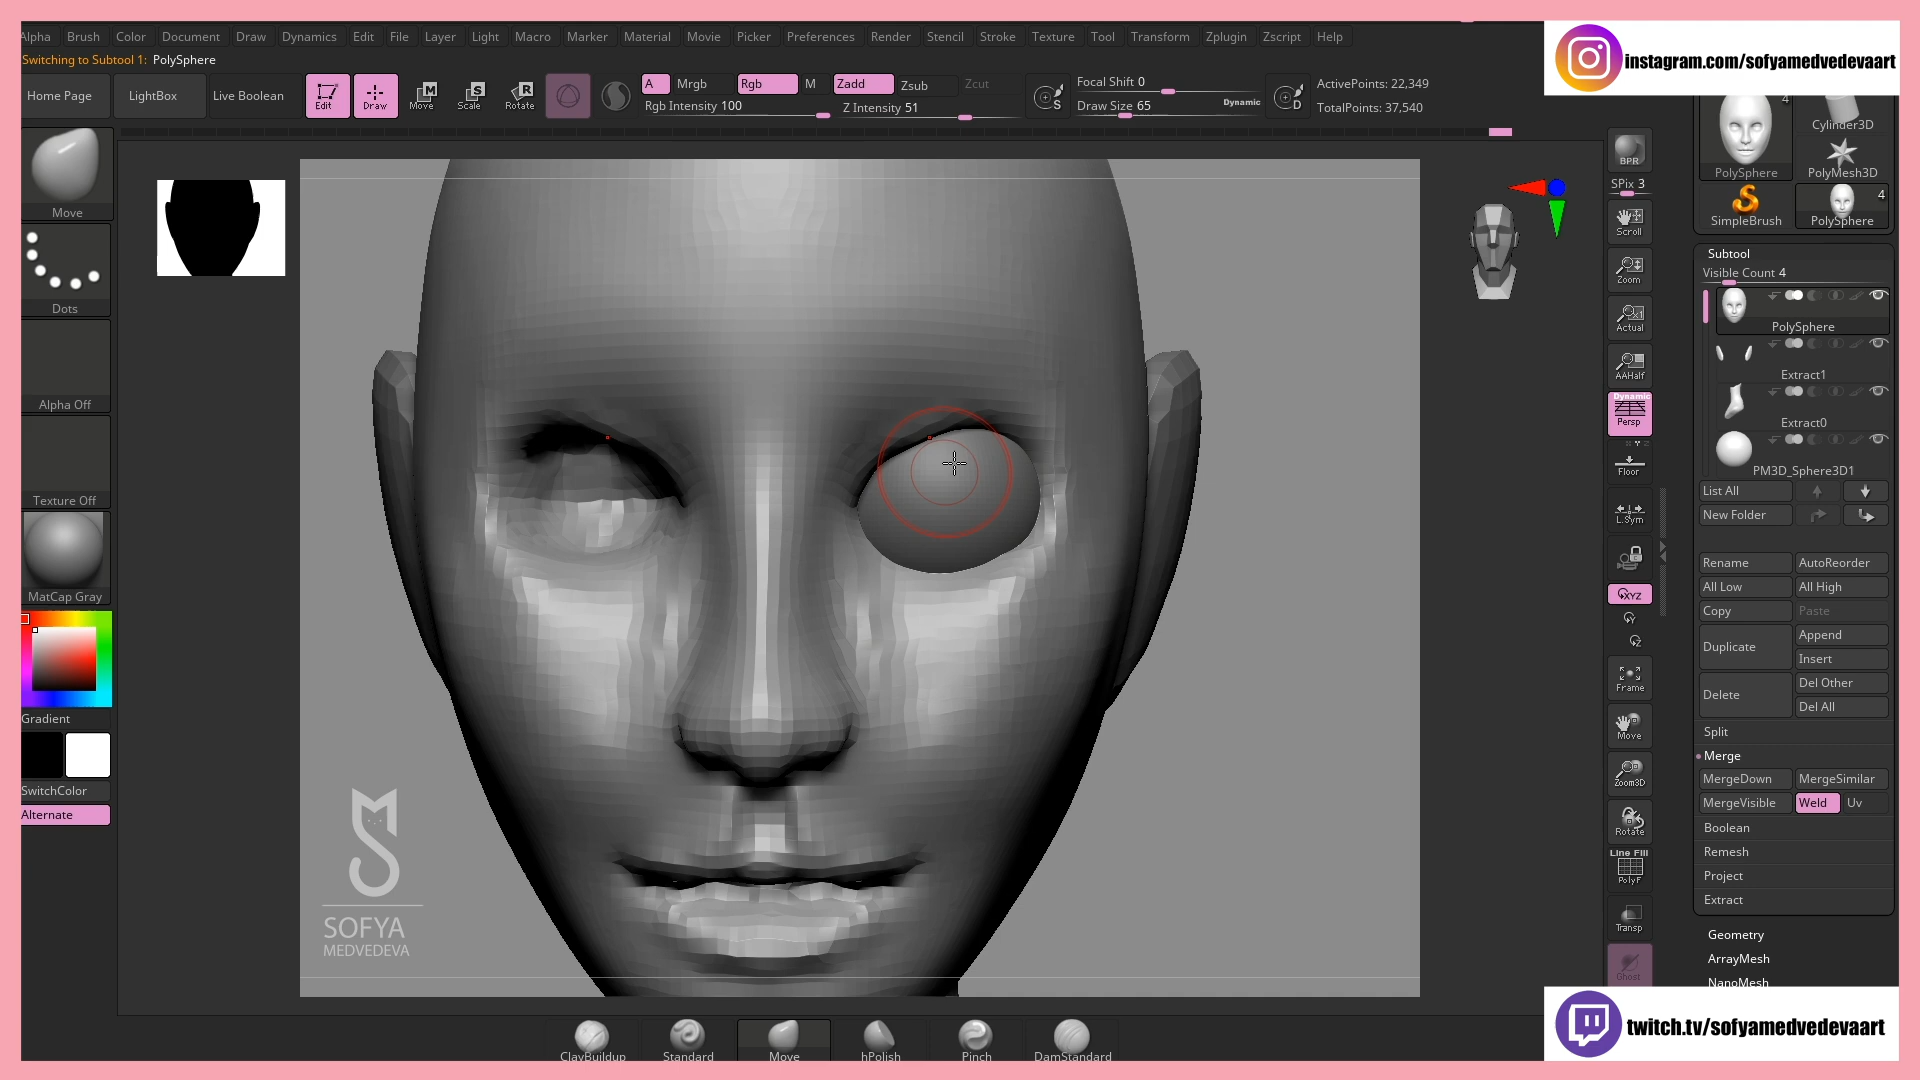 Alpha Brush Color Document Draw Dynamics Edit File Layer Light Macro Marker Material Movie Picker Preferences Render Stencil Stroke Texture Tool Transform Zplugin Zscript Help
instagram.com/sofyamedvedevaart
Switching to Subtool 1: PolySphere
Home Page LightBox Live Boolean Edit Draw Move Scale Rotate
A Mrgb Rgb M Zadd Zsub Zcut
Rgb Intensity 100 Z Intensity 51
Focal Shift 0
Draw Size 65 Dynamic
S
D
ActivePoints: 22,349
TotalPoints: 37,540
Move
Dots
Alpha Off
Texture Off
MatCap Gray
Gradient
SwitchColor
Alternate
SOFYA
MEDVEDEVA
BPR
SPix 3
Scroll
Zoom
Actual
AAHalf
Dynamic
Persp
Floor
L.Sym
XYZ
Y
Z
Frame
Move
Zoom3D
Rotate
Line Fill
PolyF
Transp
Ghost
4
PolySphere
Cylinder3D
PolyMesh3D
SimpleBrush
4
PolySphere
Subtool
Visible Count 4
PolySphere
Extract1
Extract0
PM3D_Sphere3D1
List All
New Folder
Rename AutoReorder
All Low All High
Copy Paste
Duplicate Append
Insert
Delete Del Other
Del All
Split
Merge
MergeDown MergeSimilar
MergeVisible Weld Uv
Boolean
Remesh
Project
Extract
Geometry
ArrayMesh
NanoMesh
ClayBuildup Standard Move hPolish Pinch DamStandard
twitch.tv/sofyamedvedevaart